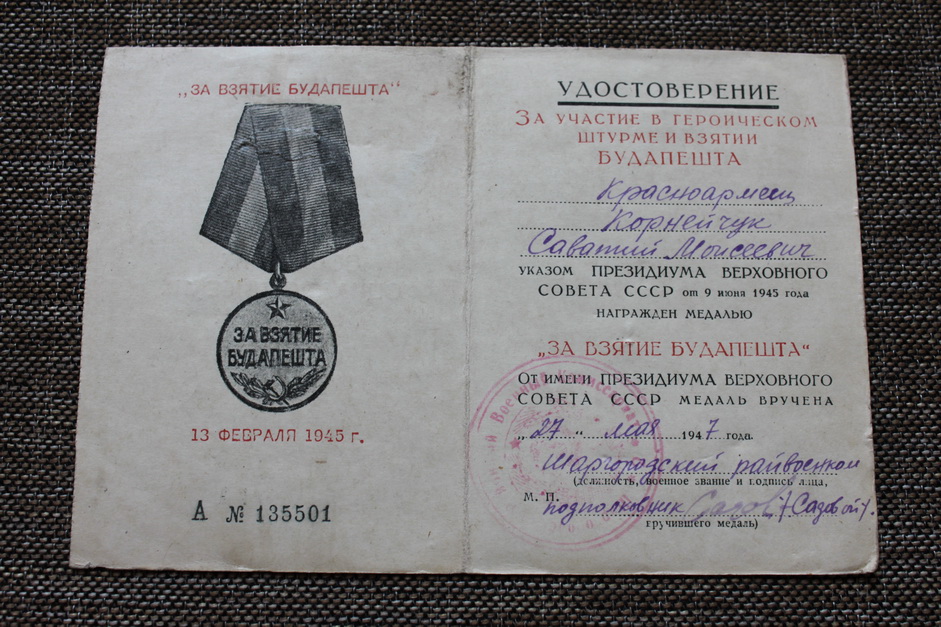 „ЗА ВЗЯТИЕ БУДАПЕШТА"
ЗА ВЗЯТИЕ
БУДАПЕШТА
13 ФЕВРАЛЯ 1945 г.
А № 135501
УДОСТОВЕРЕНИЕ
ЗА УЧАСТИЕ В ГЕРОИЧЕСКОМ
ШТУРМЕ И ВЗЯТИИ
БУДАПЕШТА
Красноармеец
Корнейчук
Саватий Моисеевич
УКАЗОМ ПРЕЗИДИУМА ВЕРХОВНОГО
СОВЕТА СССР от 9 июня 1945 года
НАГРАЖДЕН МЕДАЛЬЮ
„ЗА ВЗЯТИЕ БУДАПЕШТА"
ОТ ИМЕНИ ПРЕЗИДИУМА ВЕРХОВНОГО
СОВЕТА СССР МЕДАЛЬ ВРУЧЕНА
„27" мая 1947 года.
Шаргородский райвоенком
(должность, военное звание и подпись лица,
М. П. подполковник /Садовой/.
вручившего медаль)
Военный Комиссариат